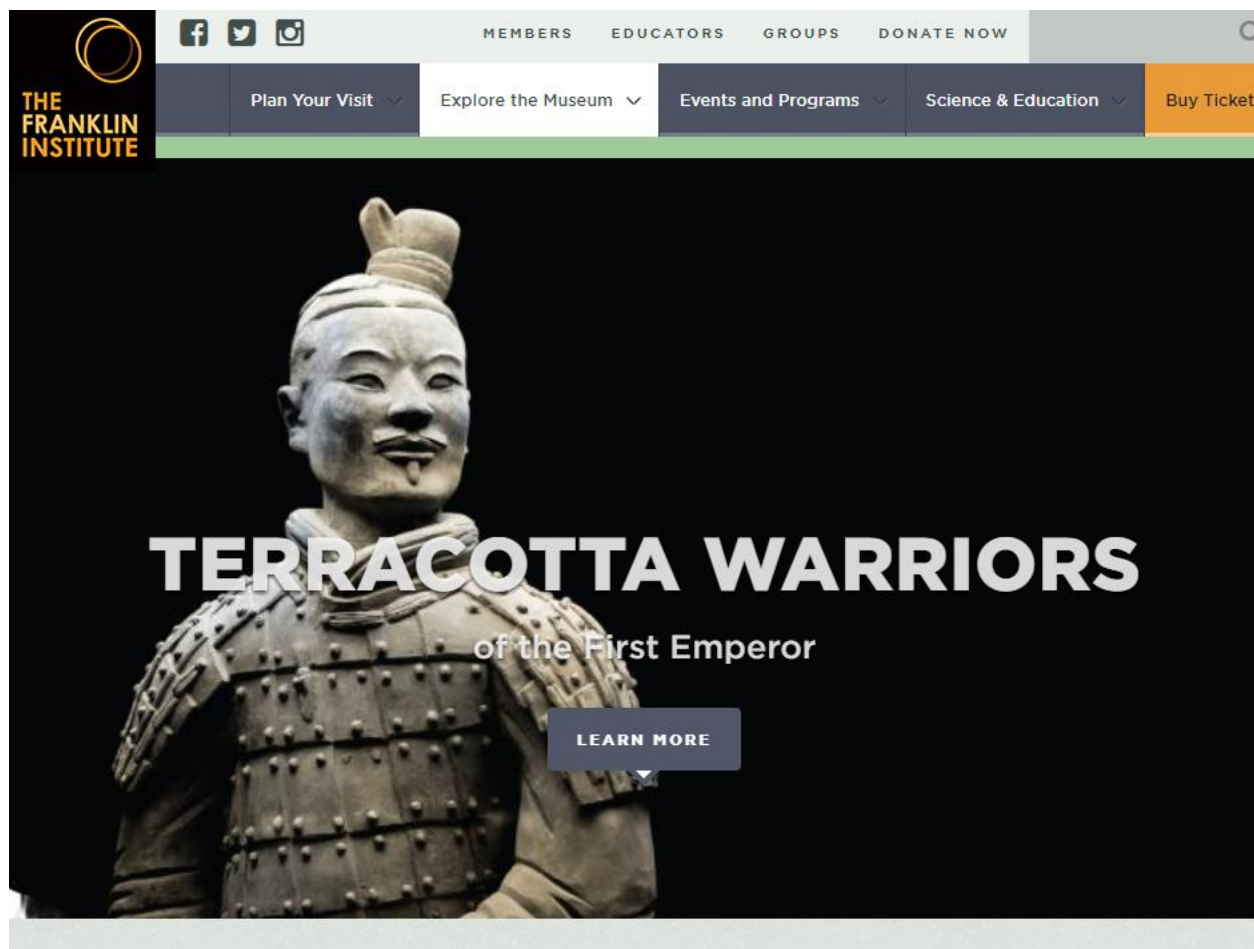 THE
FRANKLIN
INSTITUTE
MEMBERS EDUCATORS GROUPS DONATE NOW
Plan Your Visit Explore the Museum Events and Programs Science & Education Buy Ticket
TERRACOTTA WARRIORS
of the First Emperor
LEARN MORE